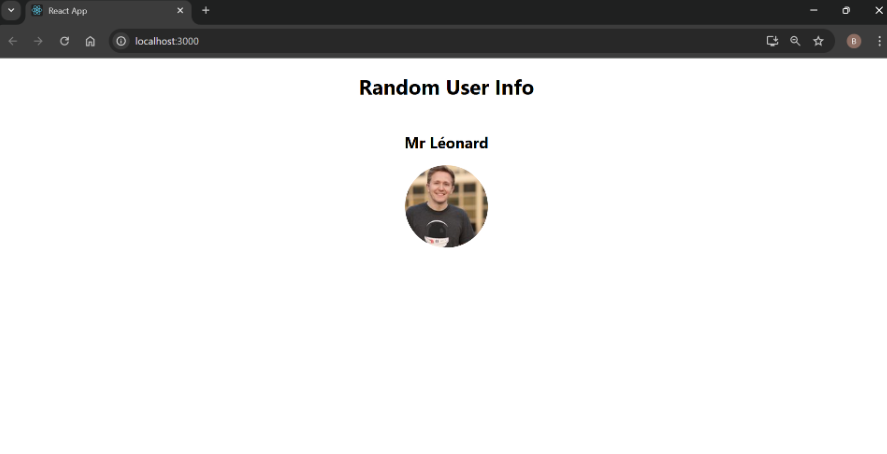 React App
localhost:3000
B
Random User Info
Mr Léonard